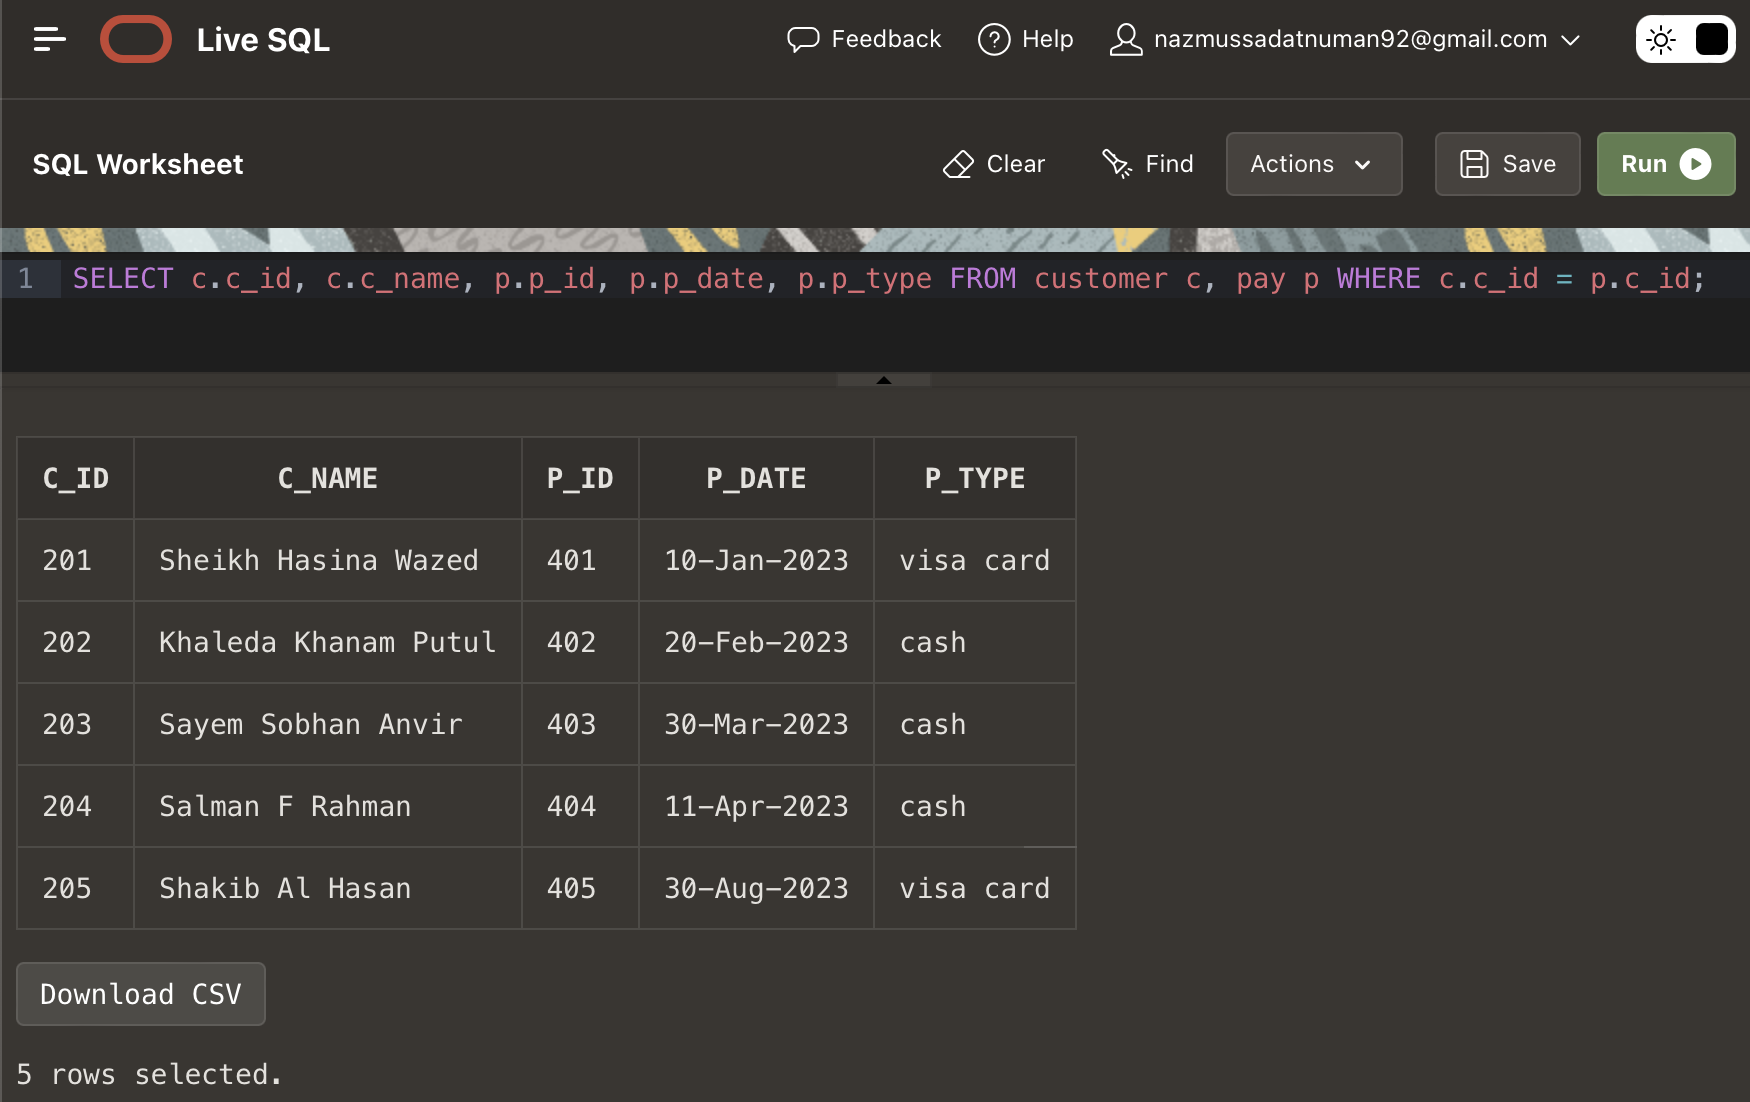 Live SQL Feedback Help nazmussadatnuman92@gmail.com
SQL Worksheet Clear Find Actions Save Run
1 SELECT c.c_id, c.c_name, p.p_id, p.p_date, p.p_type FROM customer c, pay p WHERE c.c_id = p.c_id;
C_ID C_NAME P_ID P_DATE P_TYPE
201 Sheikh Hasina Wazed 401 10-Jan-2023 visa card
202 Khaleda Khanam Putul 402 20-Feb-2023 cash
203 Sayem Sobhan Anvir 403 30-Mar-2023 cash
204 Salman F Rahman 404 11-Apr-2023 cash
205 Shakib Al Hasan 405 30-Aug-2023 visa card
Download CSV
5 rows selected.